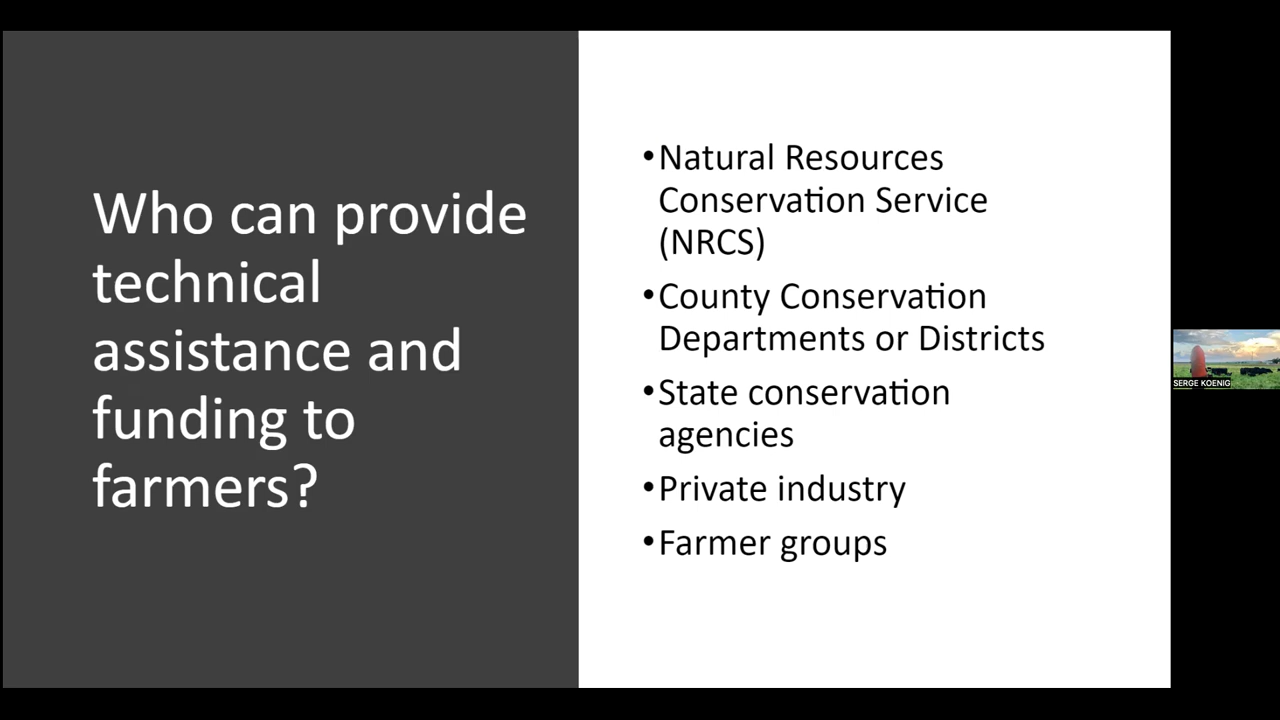 Who can provide
technical
assistance and
funding to
farmers?
•Natural Resources
Conservation Service
(NRCS)
•County Conservation
Departments or Districts
•State conservation
agencies
•Private industry
•Farmer groups
SERGE KOENIG